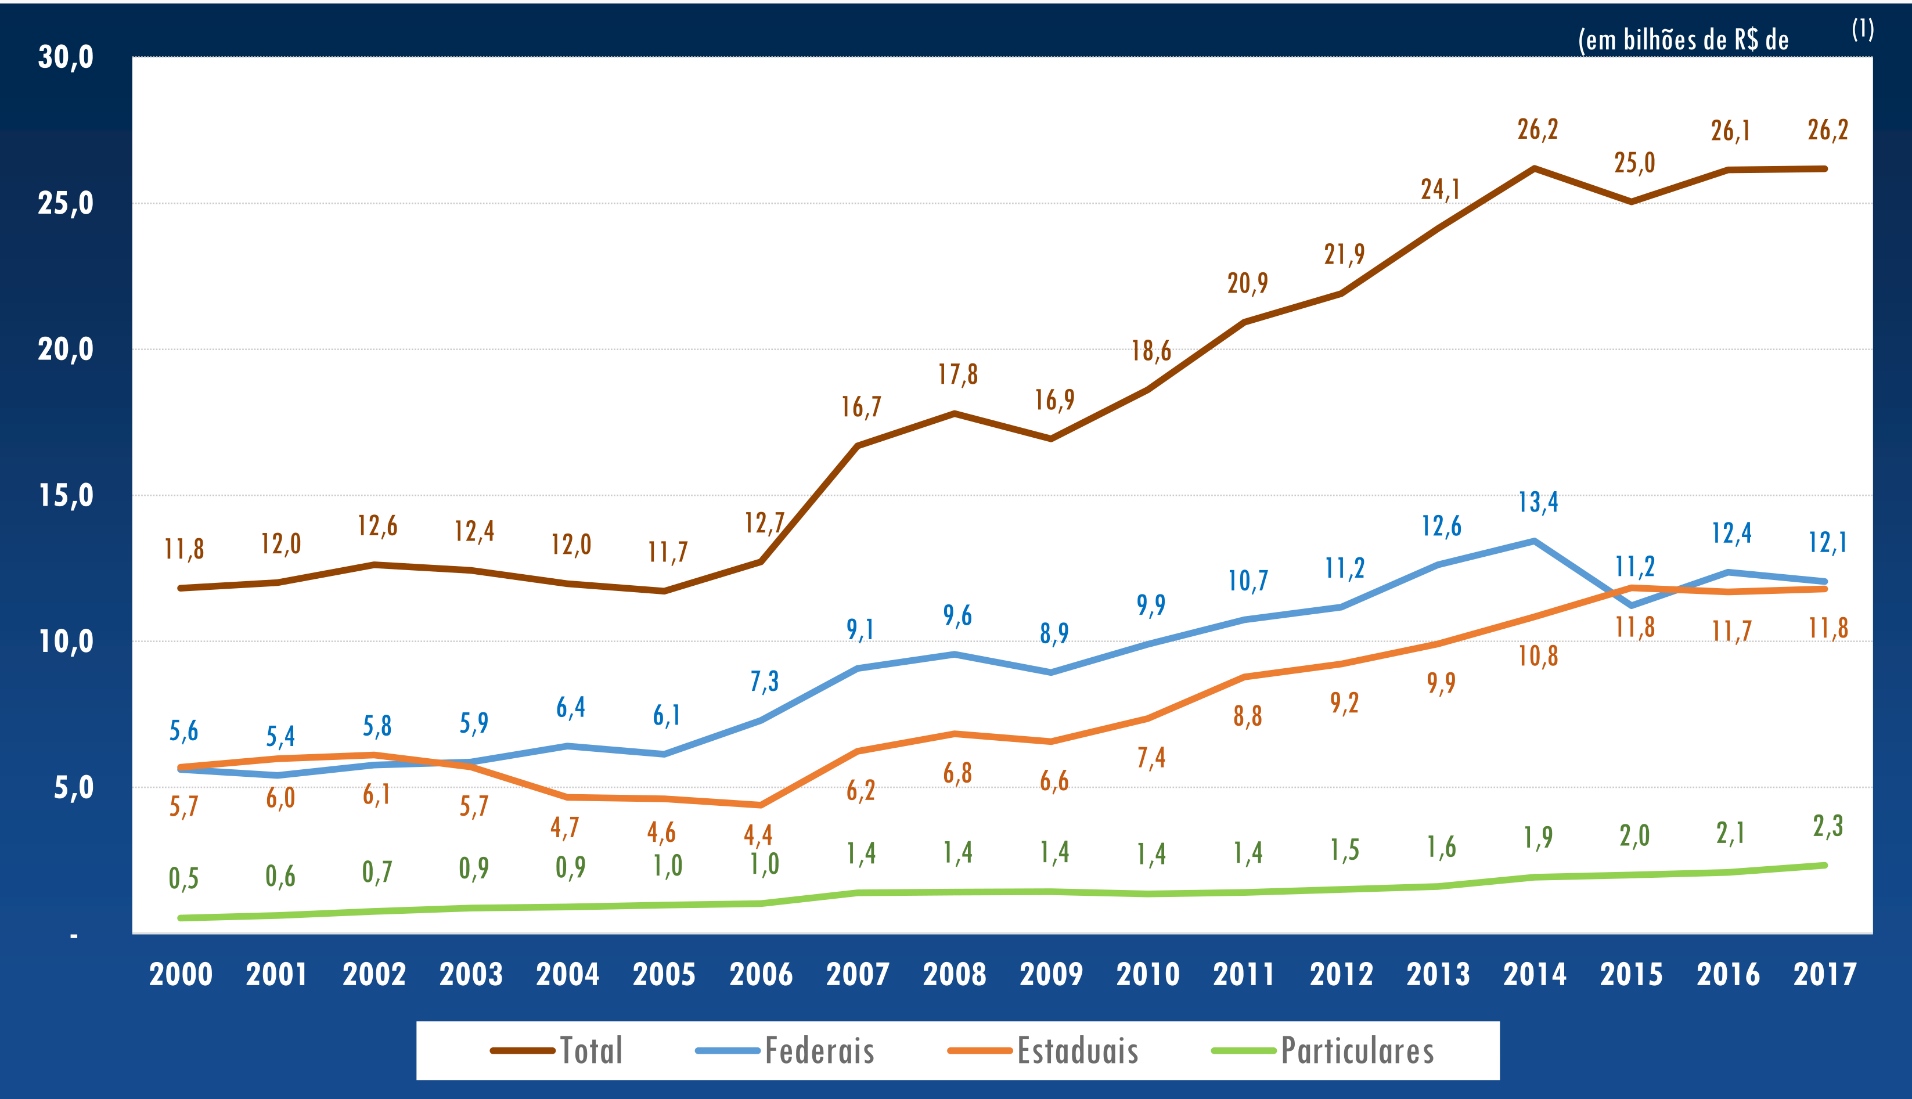 (em bilhões de R$ de (1)
30,0
25,0
20,0
15,0
10,0
5,0
-
11,8 12,0 12,6 12,4 12,0 11,7 12,7 16,7 17,8 16,9 18,6 20,9 21,9 24,1 26,2 25,0 26,1 26,2
5,6 5,4 5,8 5,9 6,4 6,1 7,3 9,1 9,6 8,9 9,9 10,7 11,2 12,6 13,4 11,2 12,4 12,1
5,7 6,0 6,1 5,7 4,7 4,6 4,4 6,2 6,8 6,6 7,4 8,8 9,2 9,9 10,8 11,8 11,7 11,8
0,5 0,6 0,7 0,9 0,9 1,0 1,0 1,4 1,4 1,4 1,4 1,4 1,5 1,6 1,9 2,0 2,1 2,3
2000 2001 2002 2003 2004 2005 2006 2007 2008 2009 2010 2011 2012 2013 2014 2015 2016 2017
Total Federais Estaduais Particulares